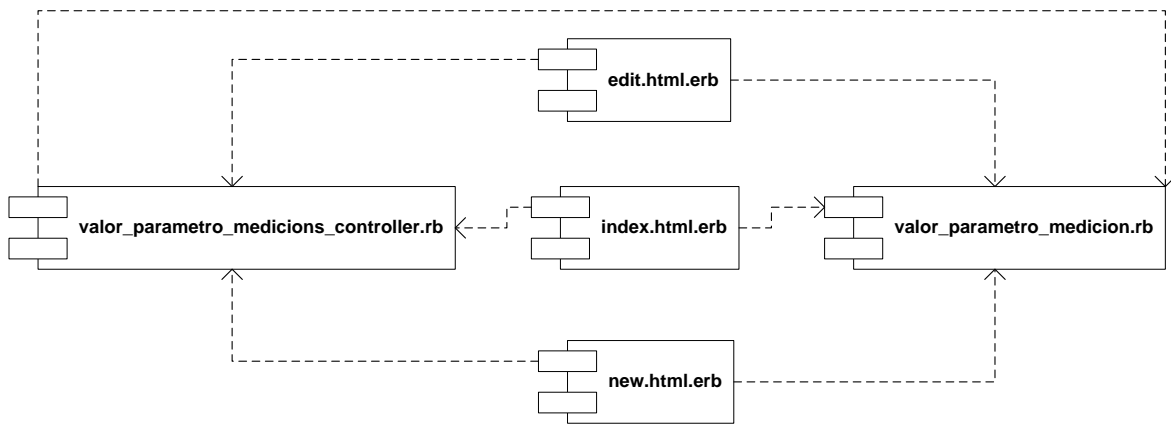 edit.html.erb
valor_parametro_medicions_controller.rb
index.html.erb
valor_parametro_medicion.rb
new.html.erb